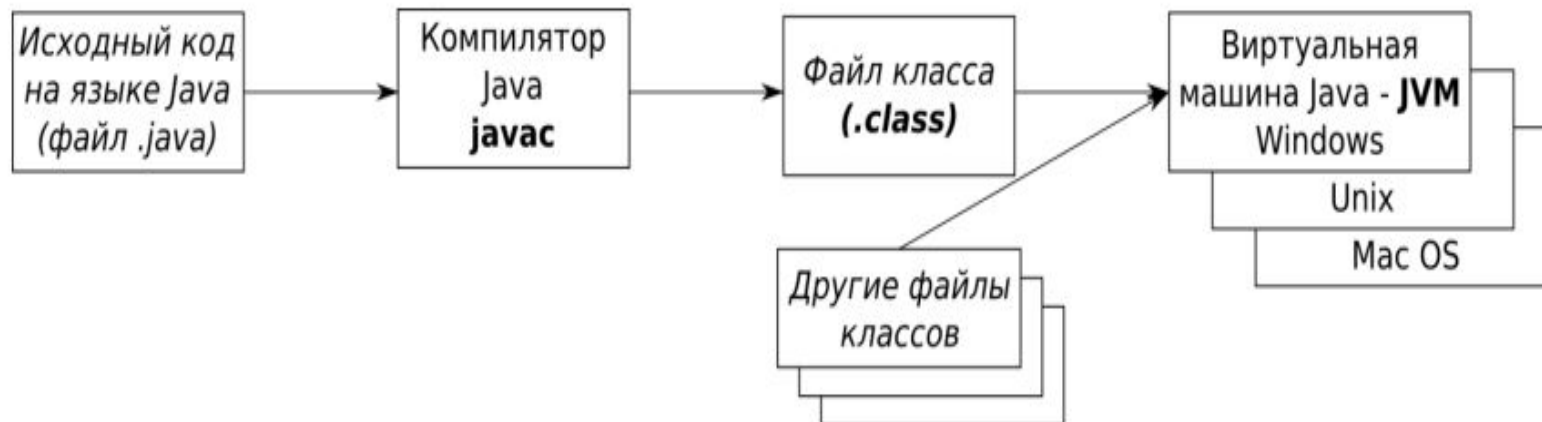 Исходный код
на языке Java
(файл .java)
Компилятор
Java
javac
Файл класса
(.class)
Виртуальная
машина Java - JVM
Windows
Unix
Mac OS
Другие файлы
классов